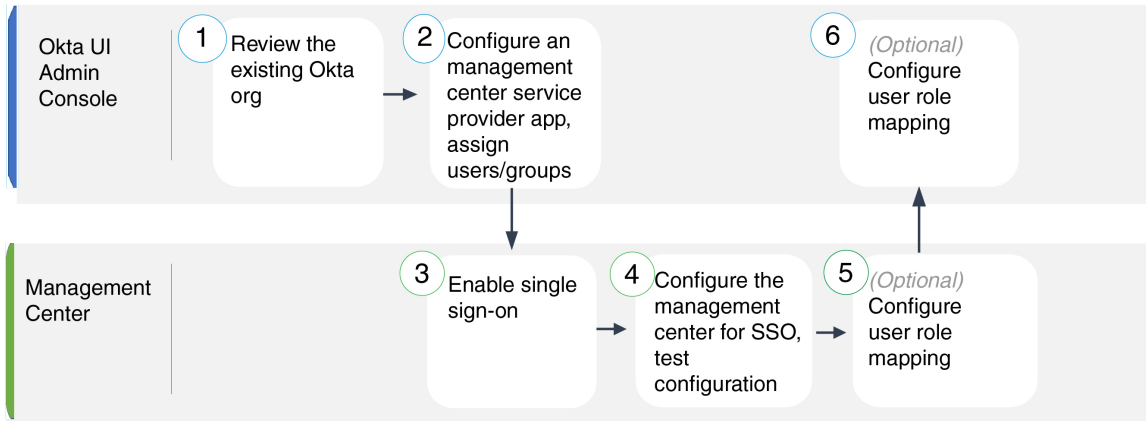 Okta UI
Admin
Console
1
Review the
existing Okta
org
2
Configure an
management
center service
provider app,
assign
users/groups
6
(Optional)
Configure
user role
mapping
Management
Center
3
Enable single
sign-on
4
Configure the
management
center for SSO,
test
configuration
5
(Optional)
Configure
user role
mapping